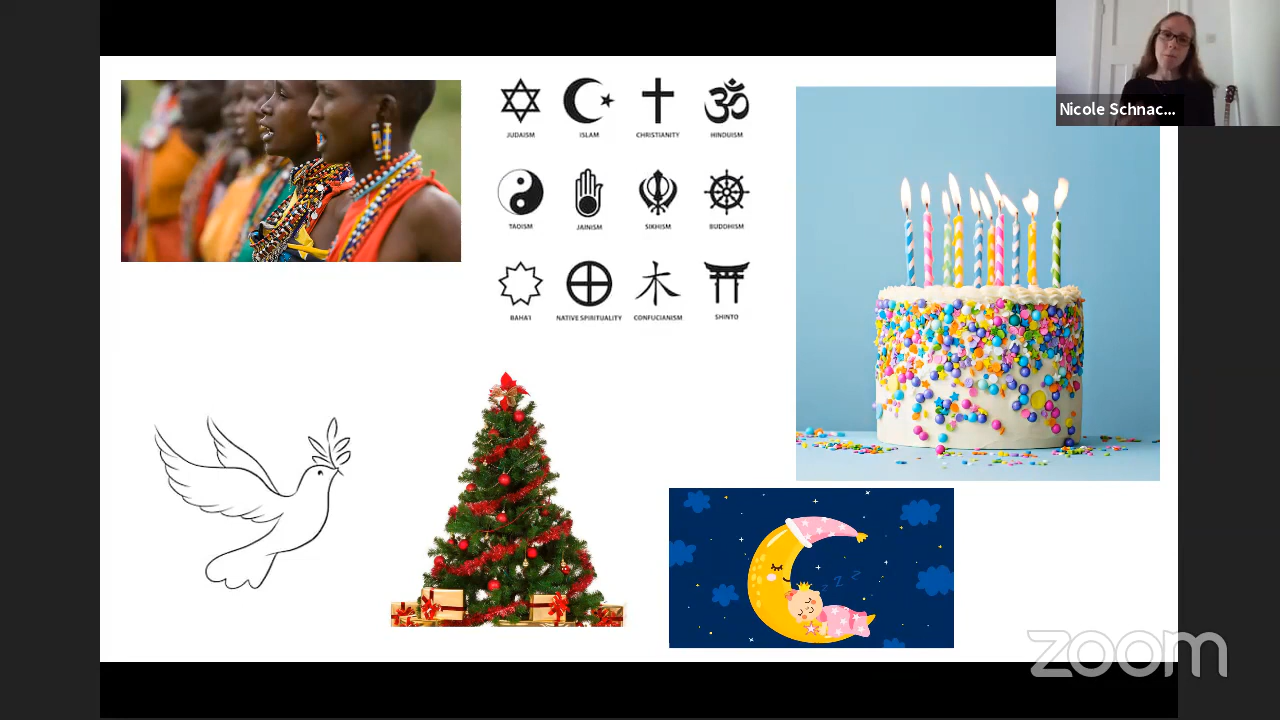 Nicole Schnac...
JUDAISM ISLAM CHRISTIANITY HINDUISM
TAOISM JAINISM SIKHISM BUDDHISM
BAHA'I NATIVE SPIRITUALITY CONFUCIANISM SHINTO
z z z
zoom